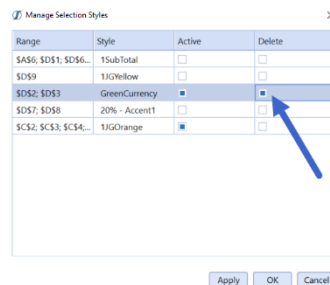 Manage Selection Styles
Range Style Active Delete
$A$6; $D$1; $D$6... 1SubTotal
$D$9 1JGYellow
$D$2; $D$3 GreenCurrency
$D$7; $D$8 20% - Accent1
$C$2; $C$3; $C$4;... 1JGOrange
Apply OK Cancel